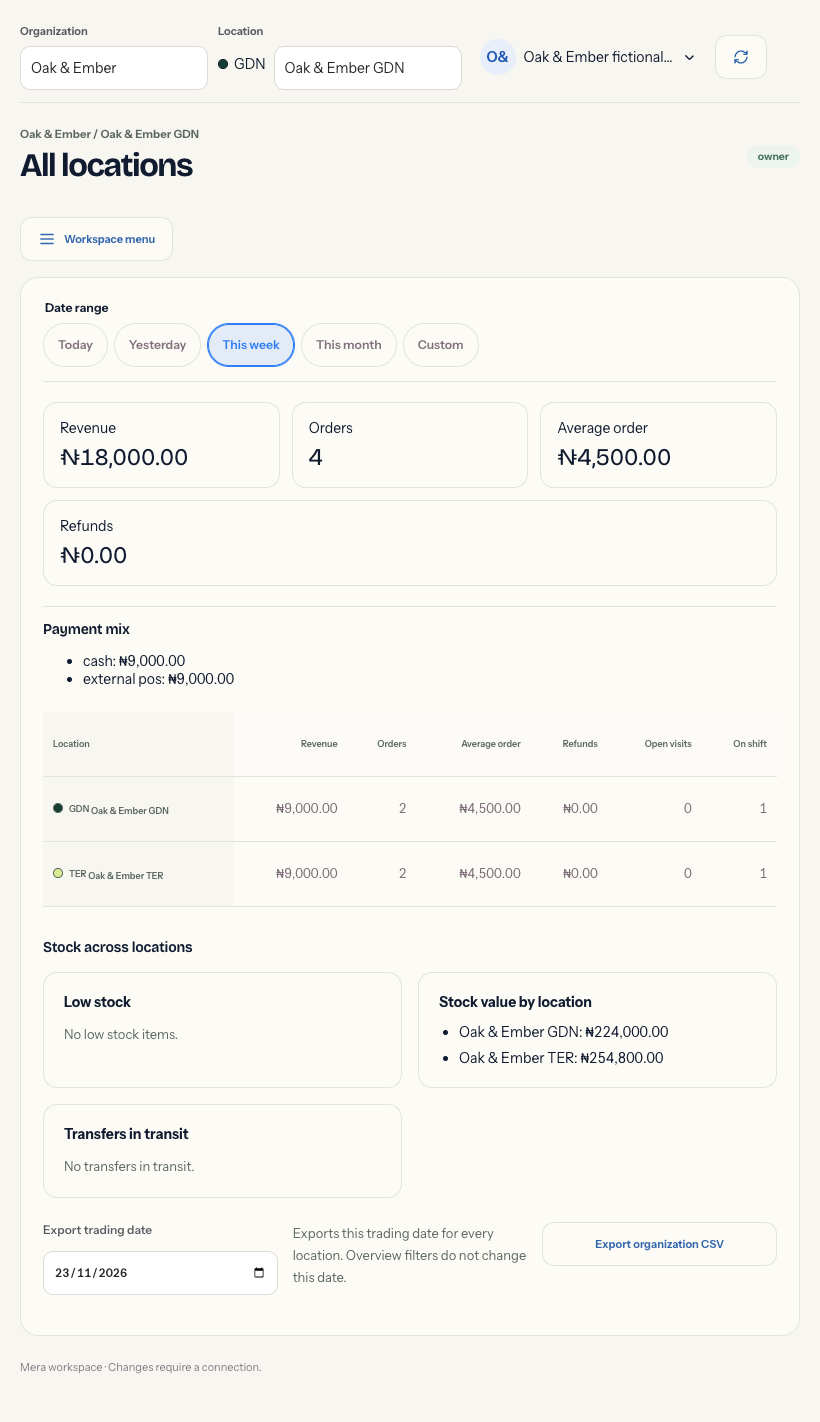 Organization
Location
Oak & Ember
GDN
Oak & Ember GDN
O&
Oak & Ember fictional...
Oak & Ember / Oak & Ember GDN
All locations
owner
Workspace menu
Date range
Today
Yesterday
This week
This month
Custom
Revenue
₦18,000.00
Orders
4
Average order
₦4,500.00
Refunds
₦0.00
Payment mix
cash: ₦9,000.00
external pos: ₦9,000.00
Location Revenue Orders Average order Refunds Open visits On shift
GDN Oak & Ember GDN ₦9,000.00 2 ₦4,500.00 ₦0.00 0 1
TER Oak & Ember TER ₦9,000.00 2 ₦4,500.00 ₦0.00 0 1
Stock across locations
Low stock
No low stock items.
Stock value by location
Oak & Ember GDN: ₦224,000.00
Oak & Ember TER: ₦254,800.00
Transfers in transit
No transfers in transit.
Export trading date
23/11/2026
Exports this trading date for every
location. Overview filters do not change
this date.
Export organization CSV
Mera workspace · Changes require a connection.